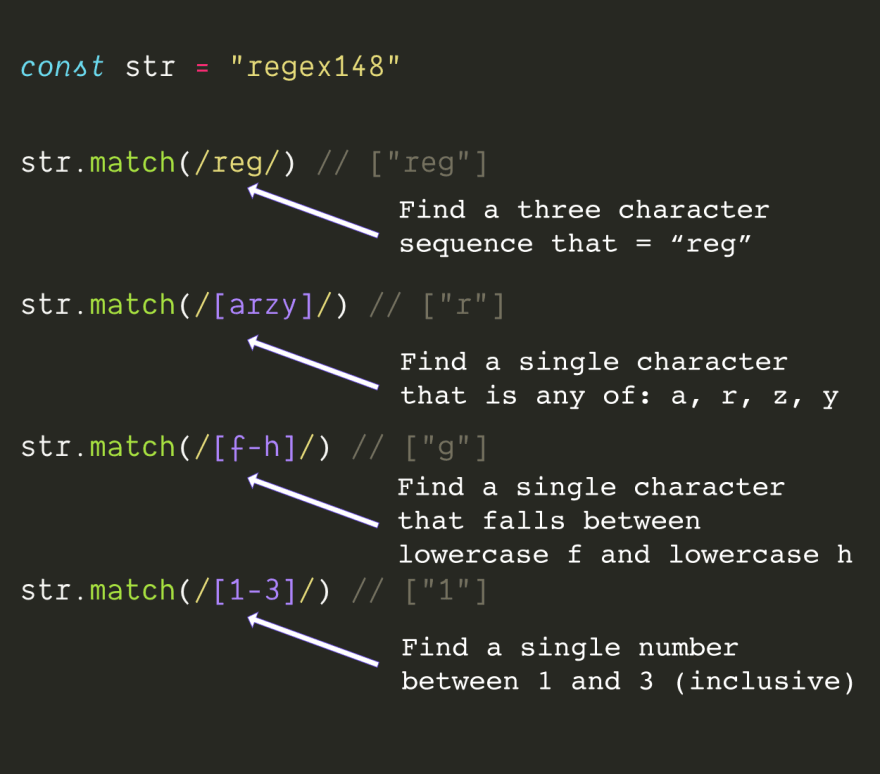 const str = "regex148"
str.match(/reg/) // ["reg"]
Find a three character
sequence that = “reg”
str.match(/[arzy]/) // ["r"]
Find a single character
that is any of: a, r, z, y
str.match(/[f-h]/) // ["g"]
Find a single character
that falls between
lowercase f and lowercase h
str.match(/[1-3]/) // ["1"]
Find a single number
between 1 and 3 (inclusive)